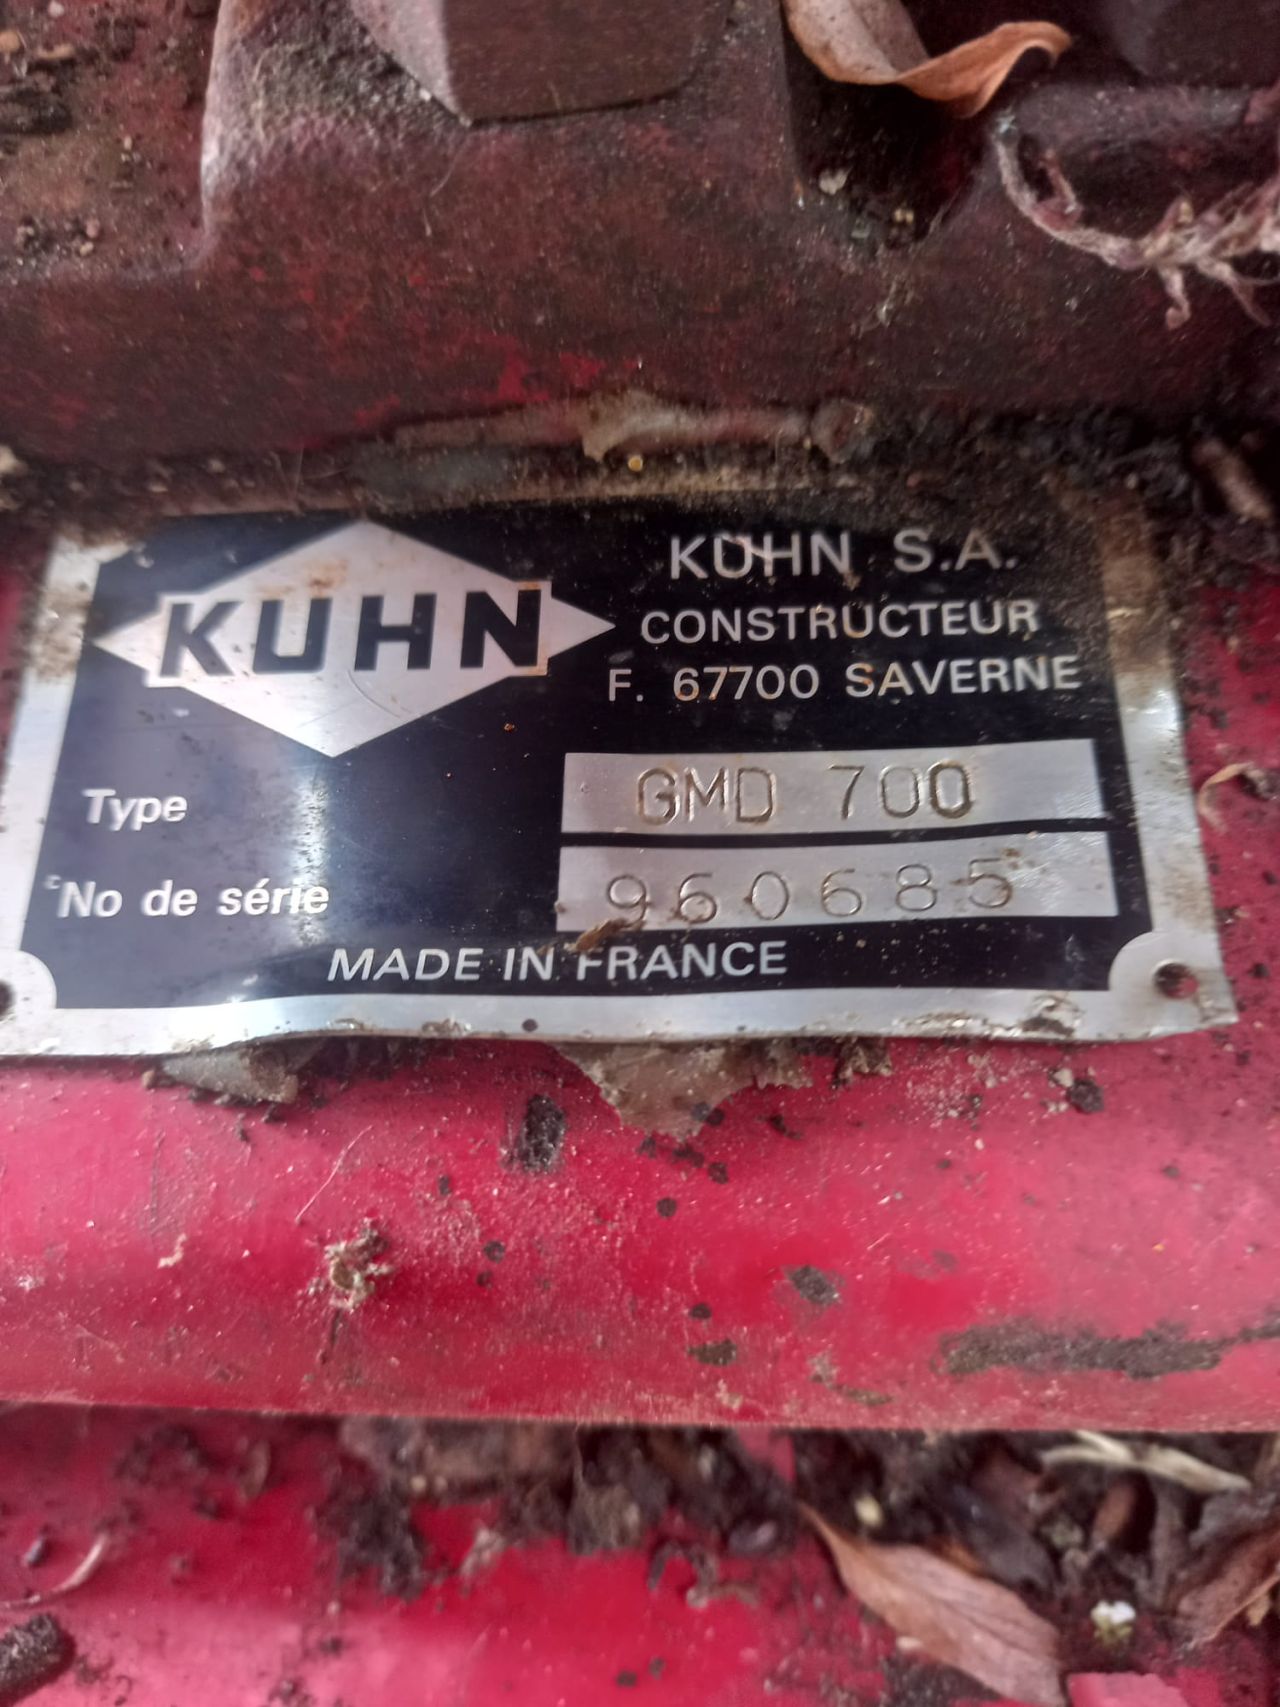 KUHN
KUHN S.A.
CONSTRUCTEUR
F. 67700 SAVERNE
Type GMD 700
No de série 960685
MADE IN FRANCE